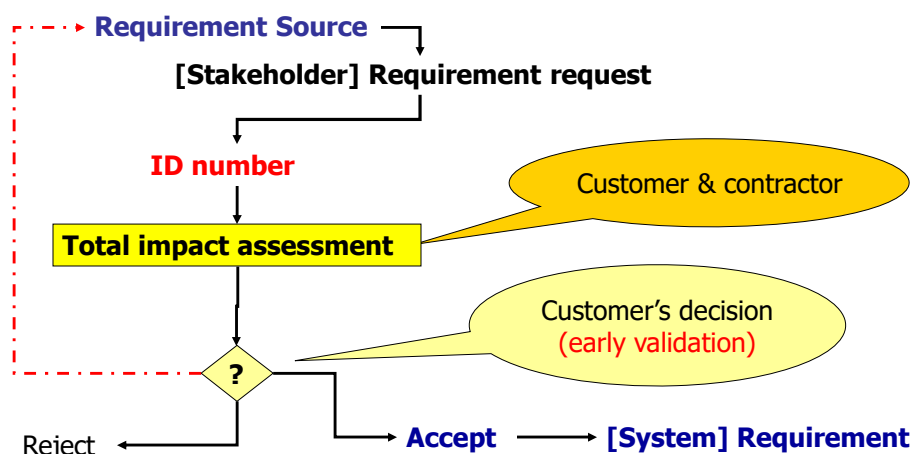 Requirement Source
[Stakeholder] Requirement request
ID number
Customer & contractor
Total impact assessment
Customer’s decision
(early validation)
?
Reject
Accept
[System] Requirement